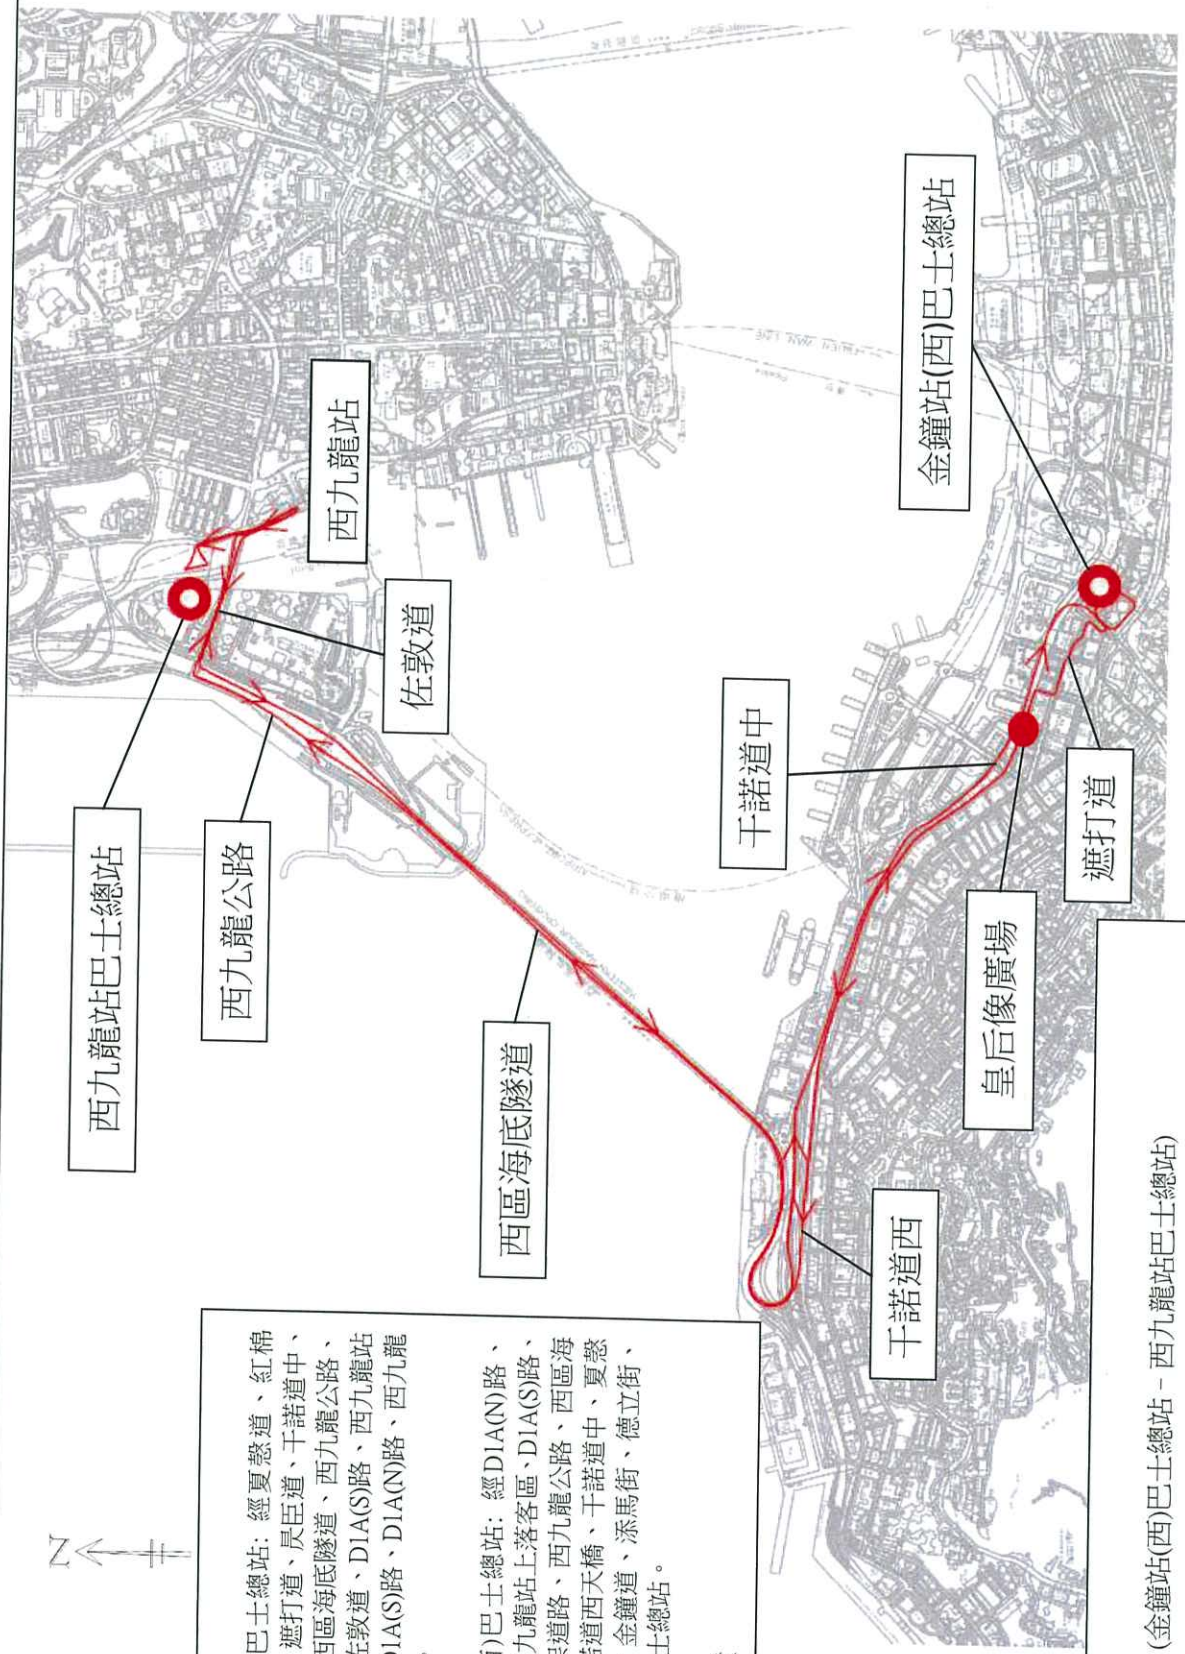 N
西九龍站巴士總站
西九龍公路
西區海底隧道
佐敦道
西九龍站
干諾道中
金鐘站(西)巴士總站
皇后像廣場
遮打道
干諾道西
巴士總站: 經夏慤道、紅棉
遮打道、昃臣道、干諾道中、
西區海底隧道、西九龍公路、
佐敦道、D1A(S)路、西九龍站
D1A(S)路、D1A(N)路、西九龍
巴士總站: 經D1A(N)路、
九龍站上落客區、D1A(S)路、
道路、西九龍公路、西區海
諾道西天橋、干諾道中、夏慤
金鐘道、添馬街、德立街、
士總站。
(金鐘站(西)巴士總站 - 西九龍站巴士總站)